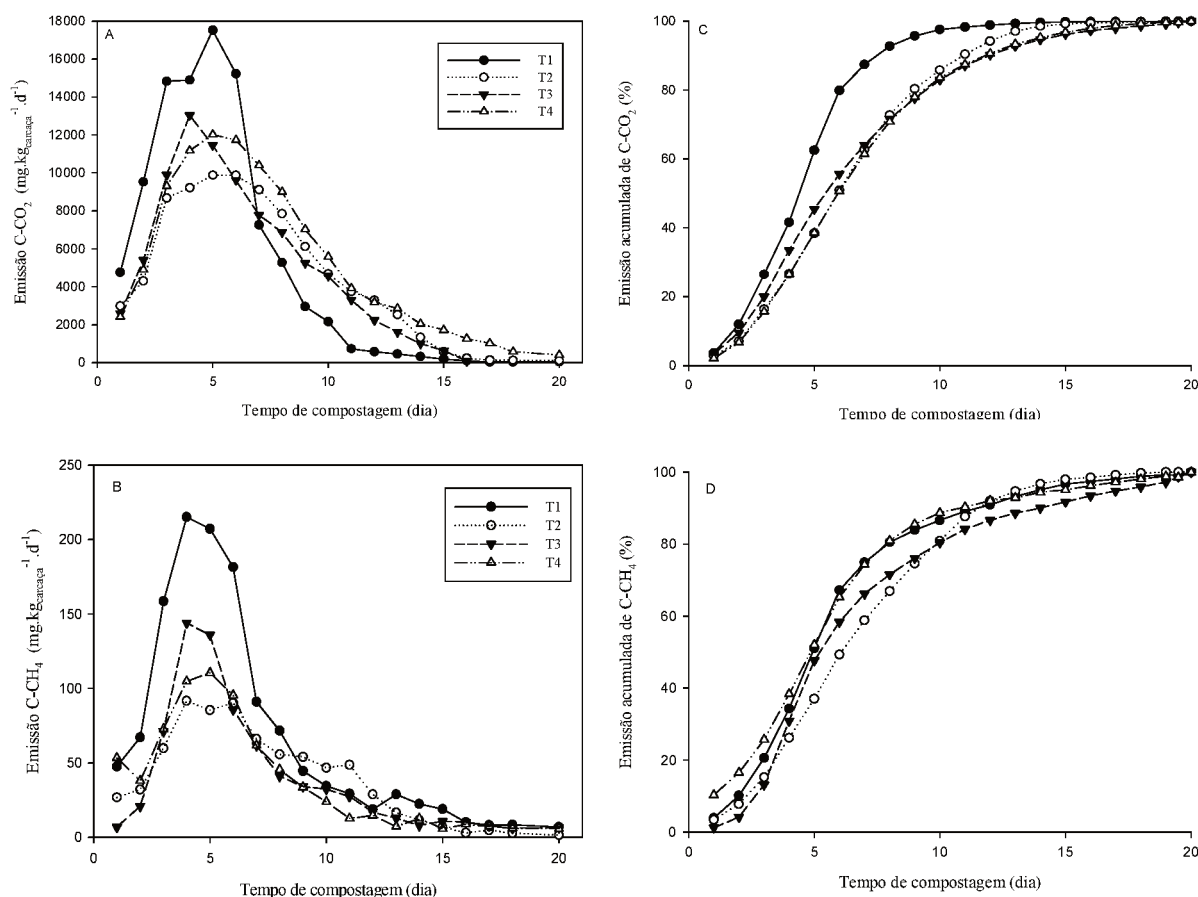 A
Emissão C-CO₂ (mg.kg carcaça⁻¹.d⁻¹)
18000
16000
14000
12000
10000
8000
6000
4000
2000
0
T1
T2
T3
T4
0 5 10 15 20
Tempo de compostagem (dia)
C
Emissão acumulada de C-CO₂ (%)
100
80
60
40
20
0
0 5 10 15 20
Tempo de compostagem (dia)
B
Emissão C-CH₄ (mg.kg carcaça⁻¹.d⁻¹)
250
200
150
100
50
0
T1
T2
T3
T4
0 5 10 15 20
Tempo de compostagem (dia)
D
Emissão acumulada de C-CH₄ (%)
100
80
60
40
20
0
0 5 10 15 20
Tempo de compostagem (dia)